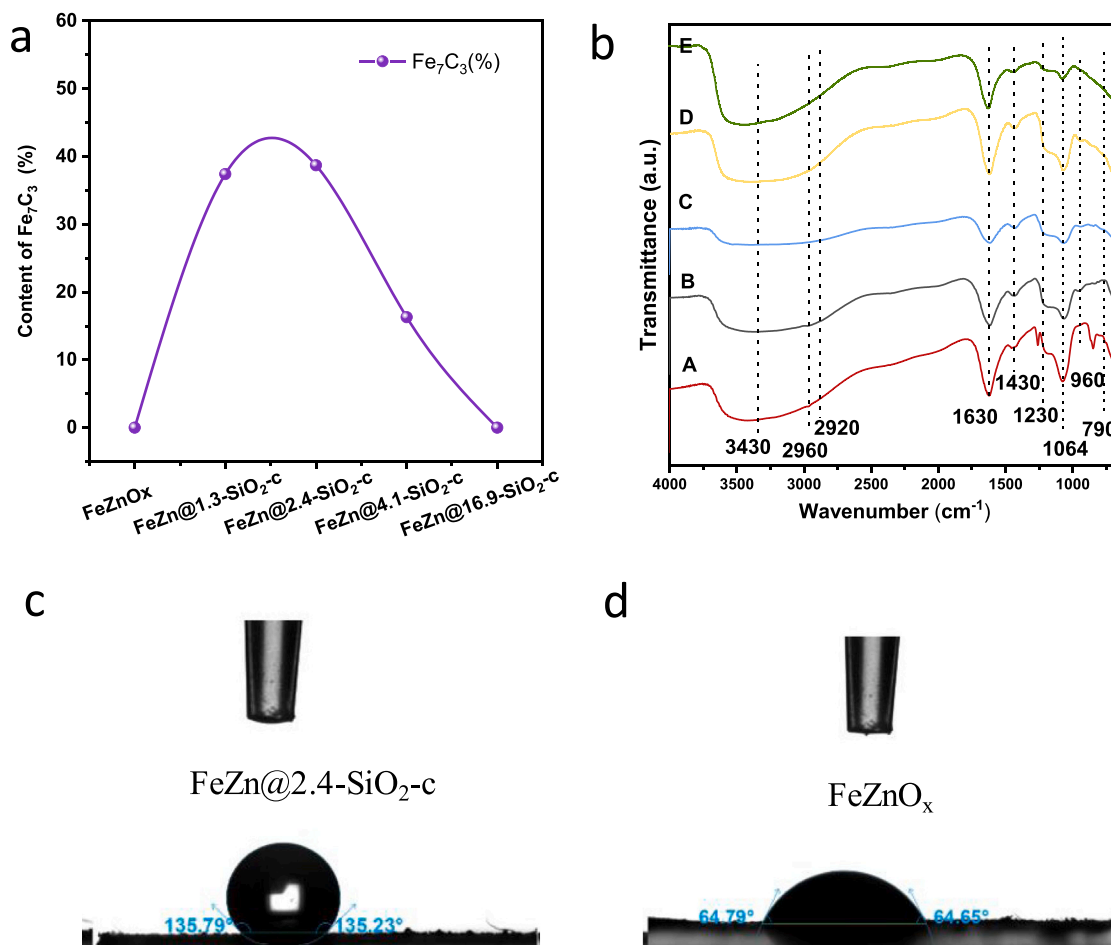 a
60
50
40
30
20
10
0
Content of Fe₇C₃ (%)
Fe₇C₃(%)
FeZnOx
FeZn@1.3-SiO₂-c
FeZn@2.4-SiO₂-c
FeZn@4.1-SiO₂-c
FeZn@16.9-SiO₂-c
b
Transmittance (a.u.)
E
D
C
B
A
3430
2960
2920
1630
1430
1230
1064
960
790
4000
3500
3000
2500
2000
1500
1000
Wavenumber (cm⁻¹)
c
FeZn@2.4-SiO₂-c
135.79°
135.23°
d
FeZnOₓ
64.79°
64.65°